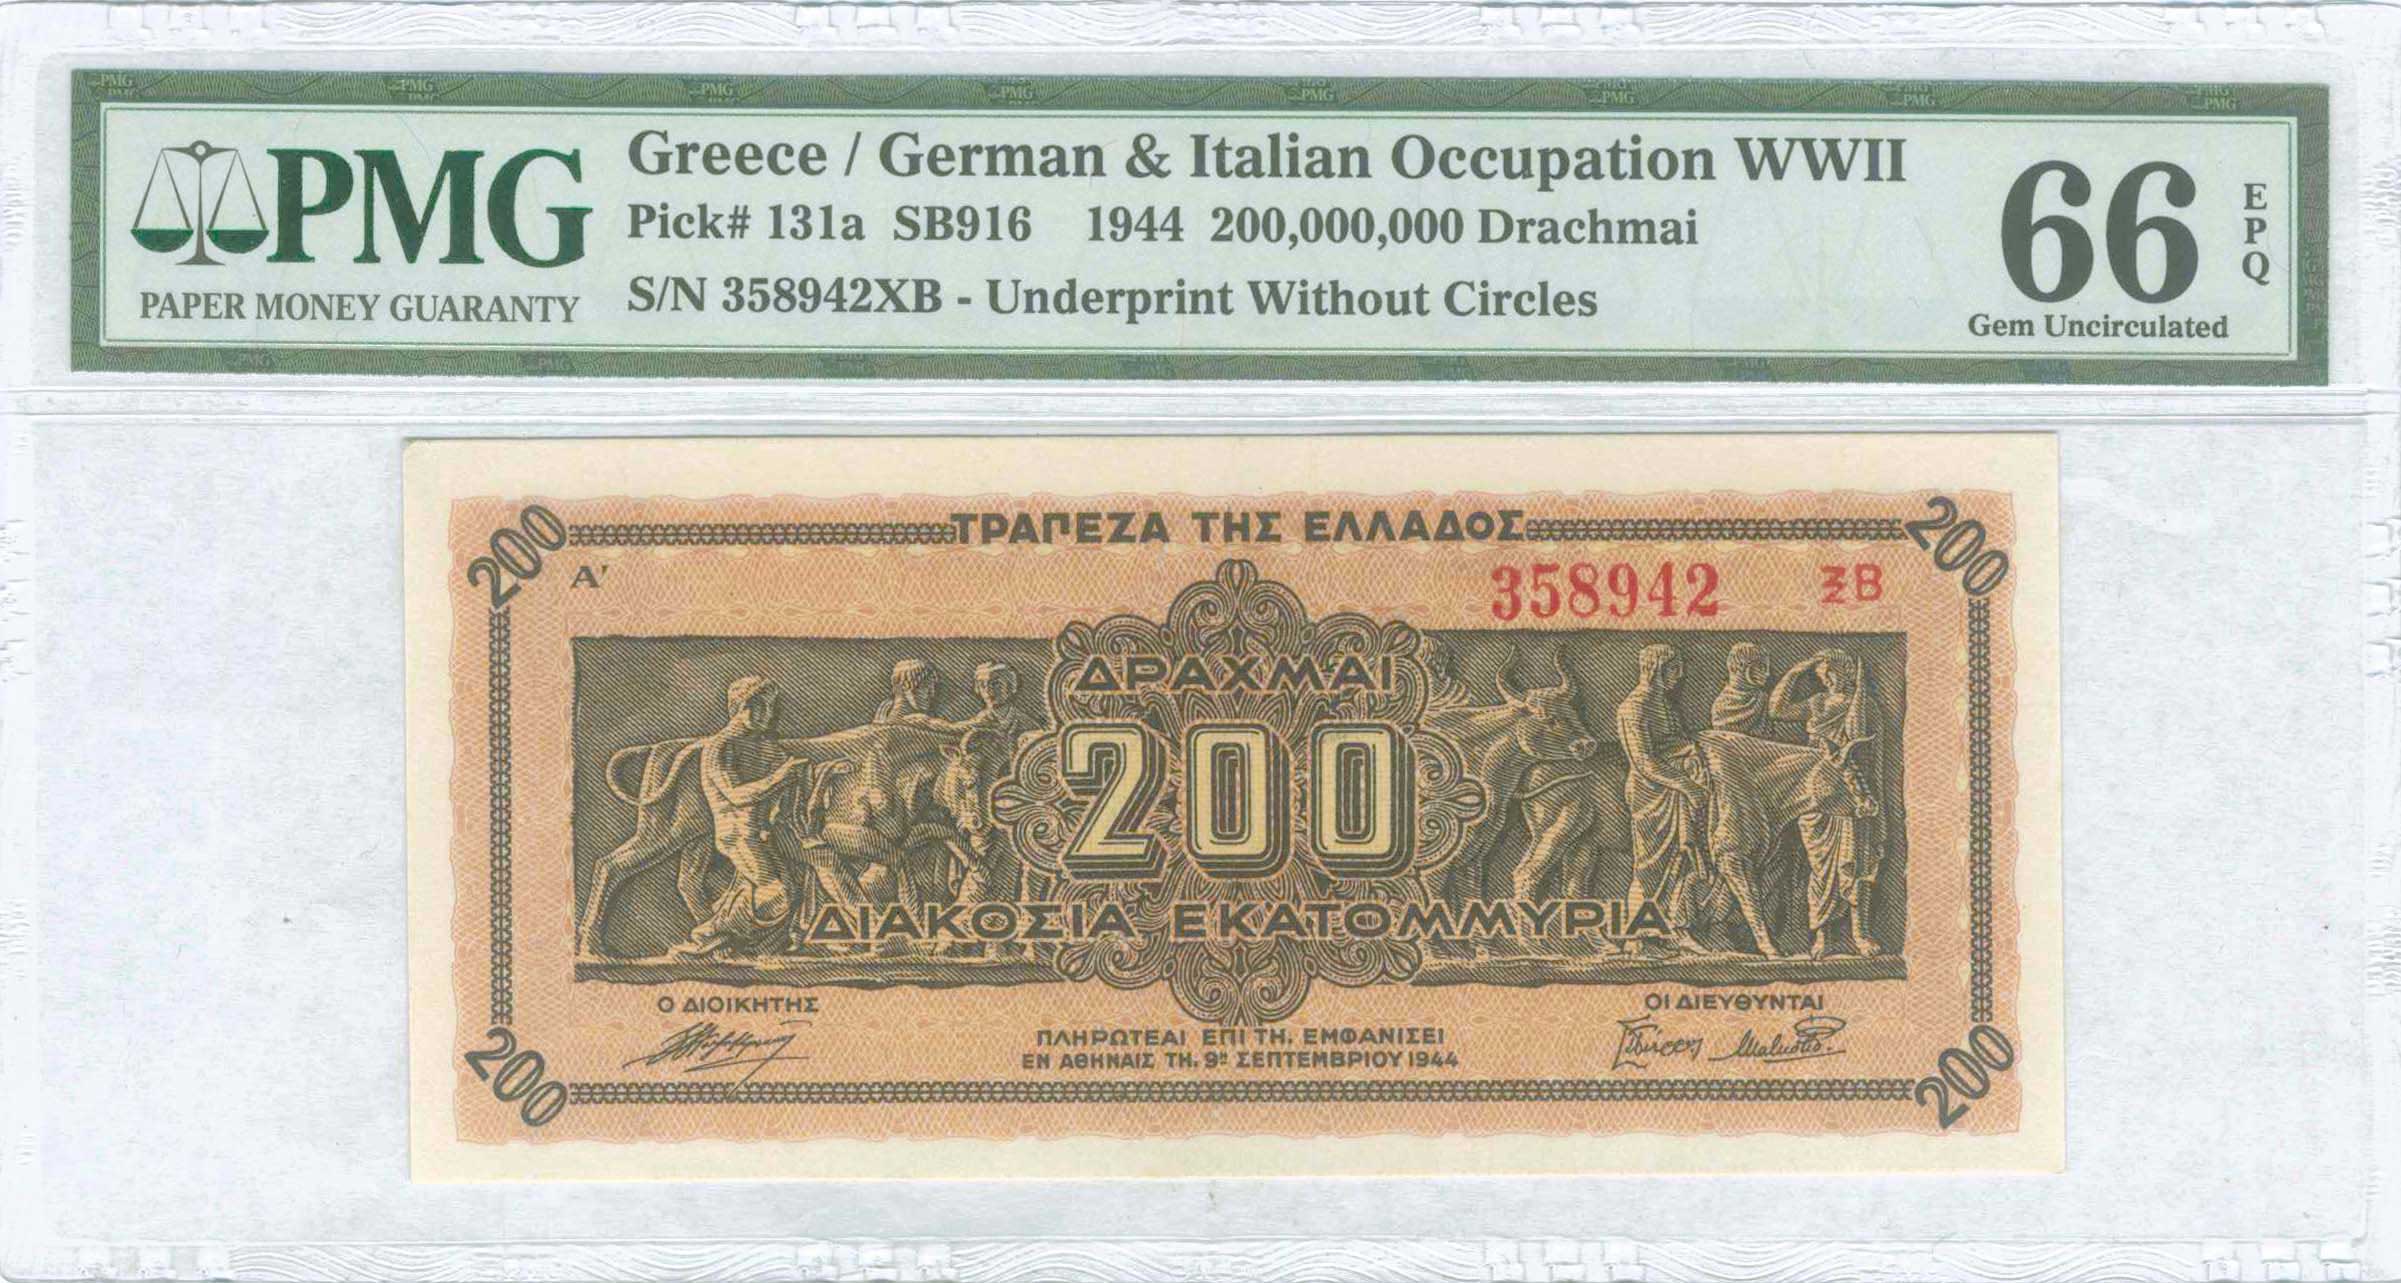 PMG
PAPER MONEY GUARANTY
Greece / German & Italian Occupation WWII
Pick# 131a SB916 1944 200,000,000 Drachmai
S/N 358942XB - Underprint Without Circles
66
EPQ
Gem Uncirculated
200
ΤΡΑΠΕΖΑ ΤΗΣ ΕΛΛΑΔΟΣ
200
Α'
358942 ΞΒ
ΔΡΑΧΜΑΙ
200
ΔΙΑΚΟΣΙΑ ΕΚΑΤΟΜΜΥΡΙΑ
Ο ΔΙΟΙΚΗΤΗΣ
ΟΙ ΔΙΕΥΘΥΝΤΑΙ
ΠΛΗΡΩΤΕΑΙ ΕΠΙ ΤΗ. ΕΜΦΑΝΙΣΕΙ
ΕΝ ΑΘΗΝΑΙΣ ΤΗ. 9ῃ ΣΕΠΤΕΜΒΡΙΟΥ 1944
200
200